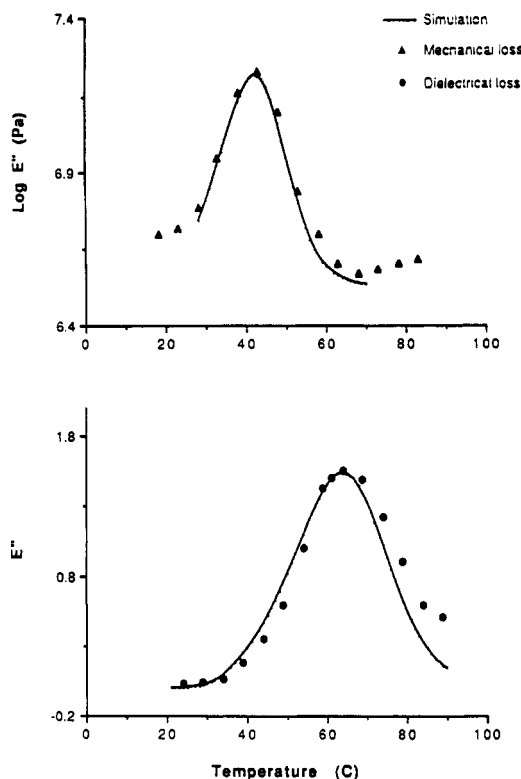 7.4
Simulation
Mechanical loss
Dielectrical loss
Log E" (Pa)
6.9
6.4
0 20 40 60 80 100
1.8
E"
0.8
-0.2
0 20 40 60 80 100
Temperature (C)